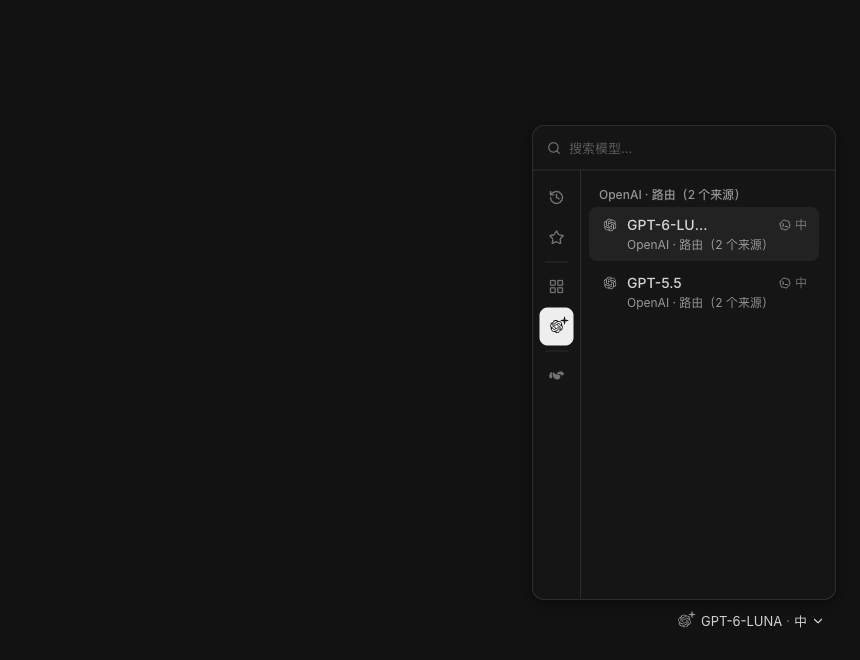 搜索模型...
OpenAI · 路由（2 个来源）
GPT-6-LU... 中
OpenAI · 路由（2 个来源）
GPT-5.5 中
OpenAI · 路由（2 个来源）
GPT-6-LUNA · 中